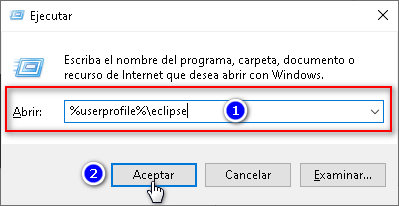 Ejecutar
Escriba el nombre del programa, carpeta, documento o
recurso de Internet que desea abrir con Windows.
Abrir: %userprofile%\eclipse 1
2 Aceptar Cancelar Examinar...